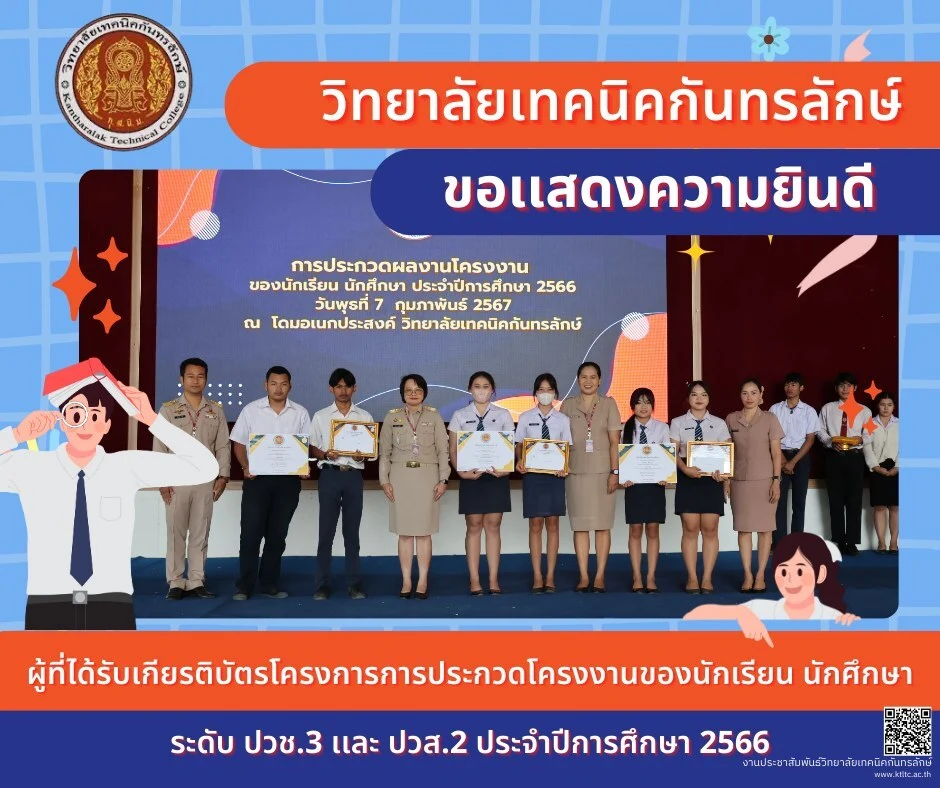 วิทยาลัยเทคนิคกันทรลักษ์
Kantharalak Technical College
วิทยาลัยเทคนิคกันทรลักษ์
ขอแสดงความยินดี
การประกวดผลงานโครงงาน
ของนักเรียน นักศึกษา ประจำปีการศึกษา 2566
วันพุธที่ 7 กุมภาพันธ์ 2567
ณ โดมอเนกประสงค์ วิทยาลัยเทคนิคกันทรลักษ์
ผู้ที่ได้รับเกียรติบัตรโครงการการประกวดโครงงานของนักเรียน นักศึกษา
ระดับ ปวช.3 และ ปวส.2 ประจำปีการศึกษา 2566
งานประชาสัมพันธ์วิทยาลัยเทคนิคกันทรลักษ์
www.ktltc.ac.th